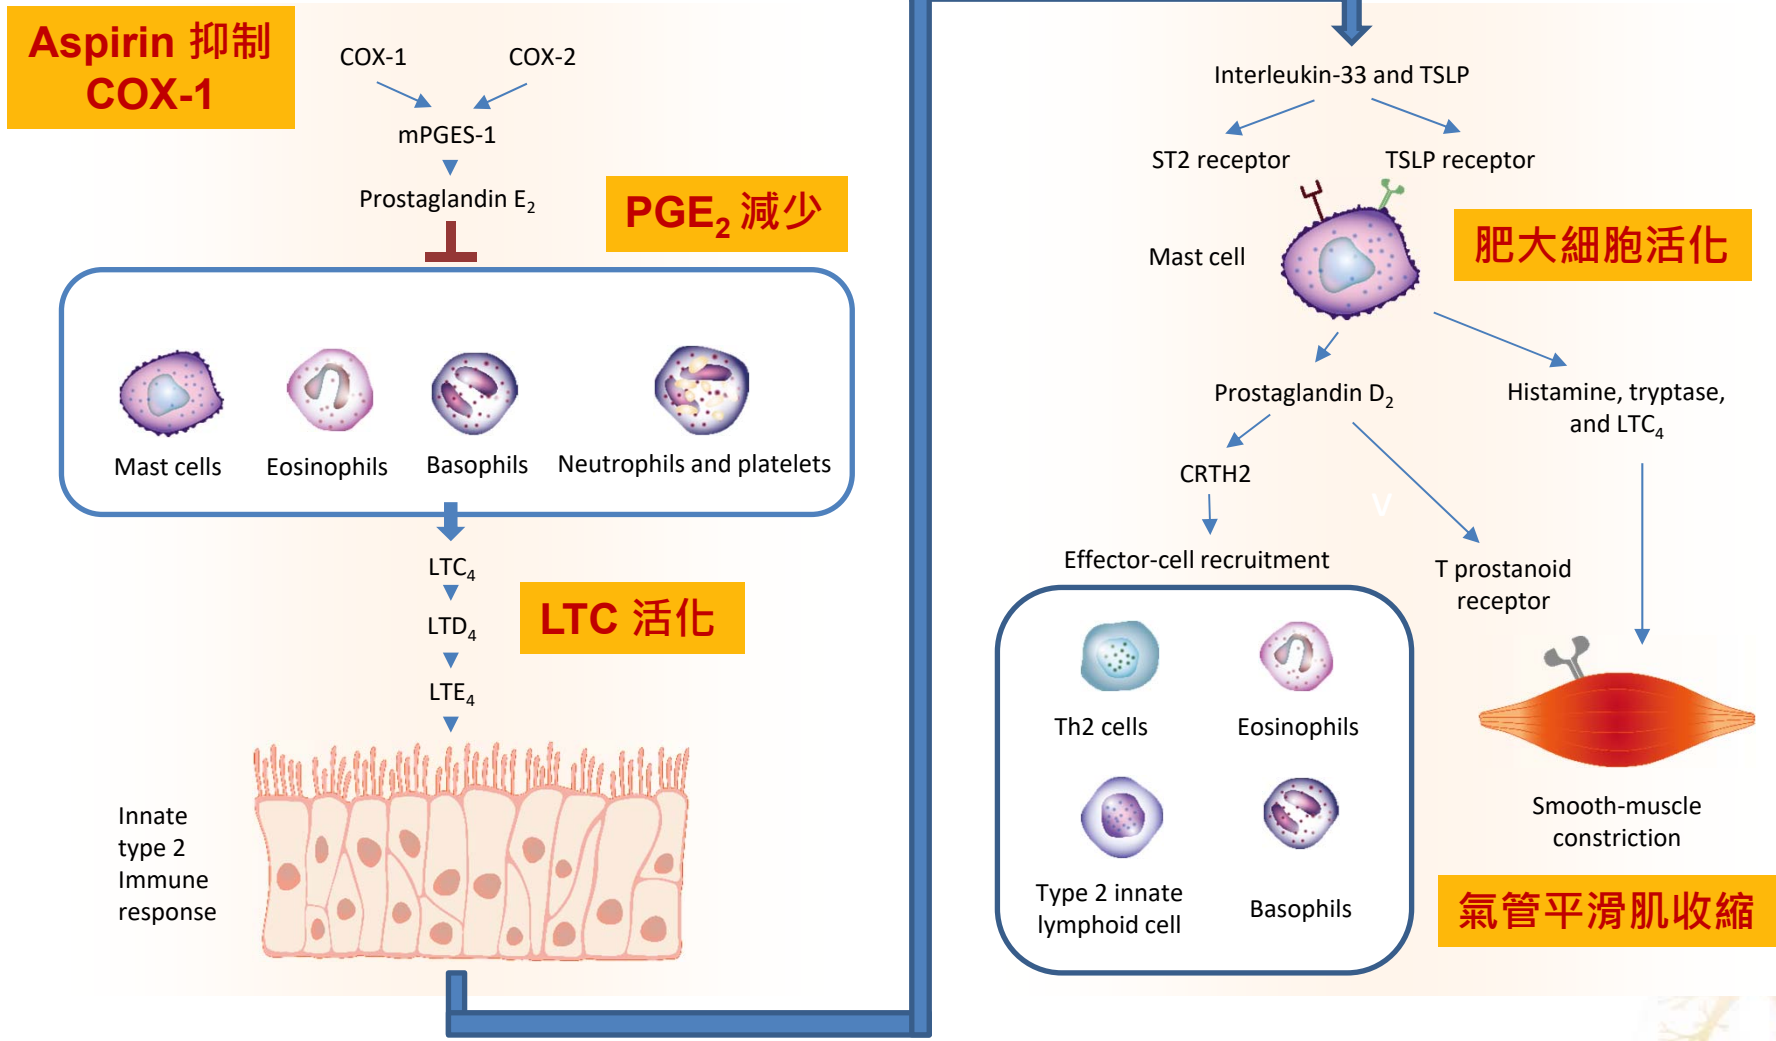 Aspirin 抑制
COX-1
COX-1
COX-2
mPGES-1
Prostaglandin E₂
PGE₂ 減少
Mast cells
Eosinophils
Basophils
Neutrophils and platelets
LTC₄
LTD₄
LTE₄
LTC 活化
Innate
type 2
Immune
response
Interleukin-33 and TSLP
ST2 receptor
TSLP receptor
Mast cell
肥大細胞活化
Prostaglandin D₂
Histamine, tryptase,
and LTC₄
CRTH2
V
Effector-cell recruitment
T prostanoid
receptor
Th2 cells
Eosinophils
Type 2 innate
lymphoid cell
Basophils
Smooth-muscle
constriction
氣管平滑肌收縮